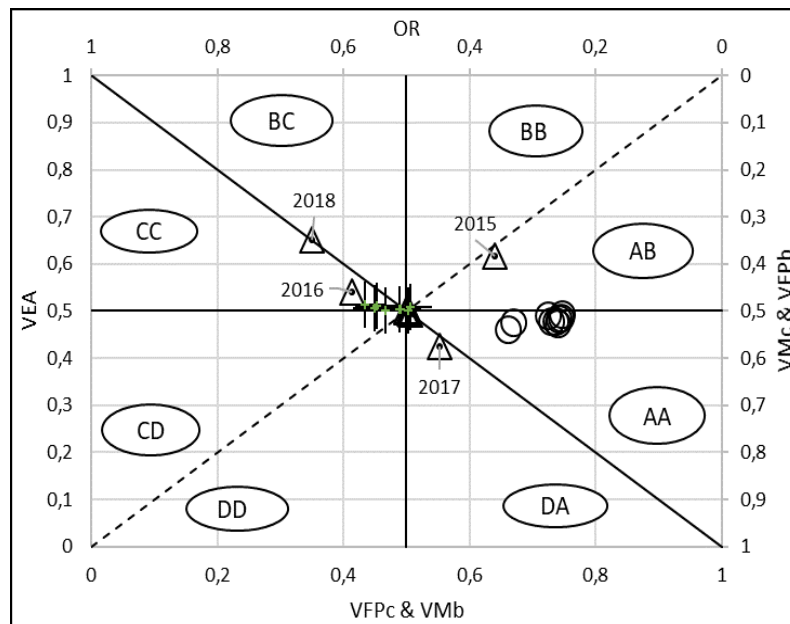 OR
1 0,8 0,6 0,4 0,2 0
1 0
BC BB
0,9 0,1
0,8 0,2
2018 2015
0,7 0,3
CC AB
0,6 0,4
2016
VEA 0,5 0,5 VMc & VFPb
0,4 0,6
2017
0,3 0,7
AA
CD
0,2 0,8
DD DA
0,1 0,9
0 1
0 0,2 0,4 0,6 0,8 1
VFPc & VMb